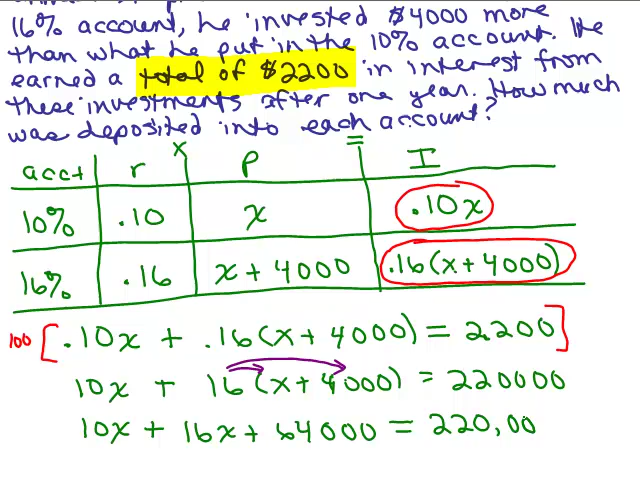 16% account, he invested $4000 more
than what he put in the 10% account. He
earned a total of $2200 in interest from
these investments after one year. How much
was deposited into each account?
acct r x P = I
10% .10 x .10x
16% .16 x + 4000 .16(x + 4000)
100 [ .10x + .16(x + 4000) = 2200 ]
10x + 16(x + 4000) = 220000
10x + 16x + 64000 = 220,00